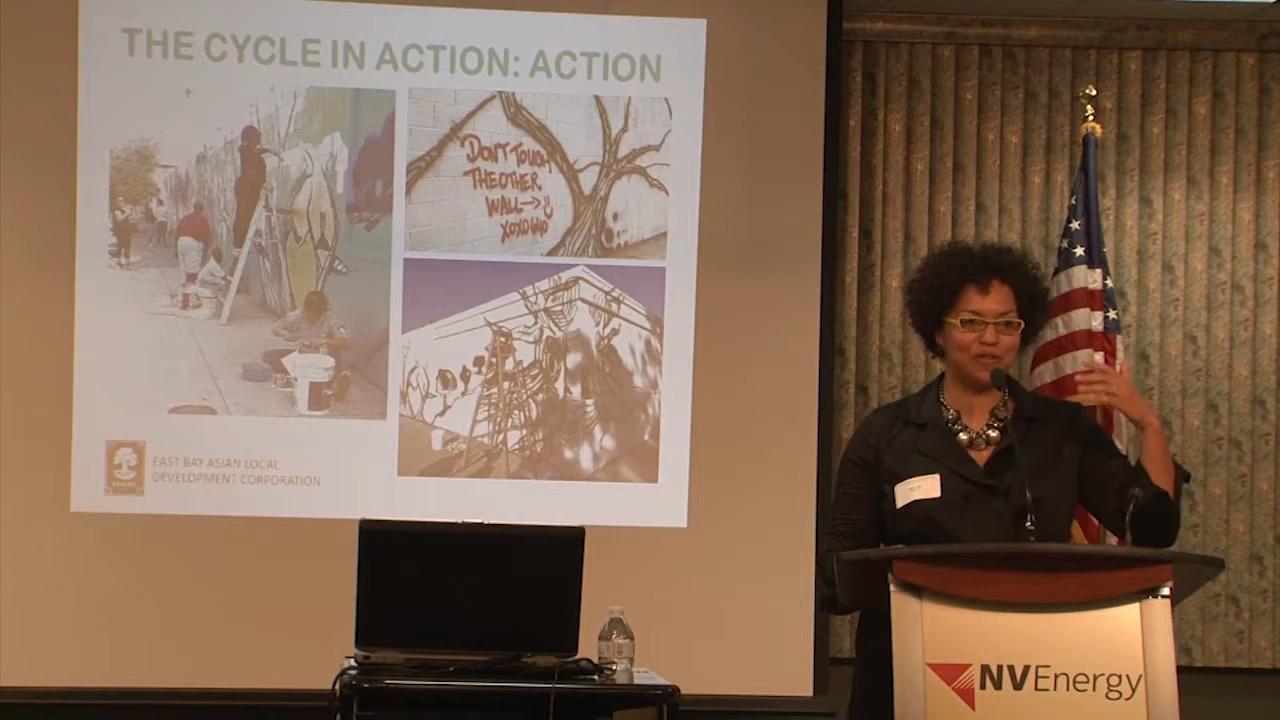 THE CYCLE IN ACTION: ACTION
DON'T TOUCH
THE OTHER
WALL→
XOXO
EAST BAY ASIAN LOCAL
DEVELOPMENT CORPORATION
NVEnergy